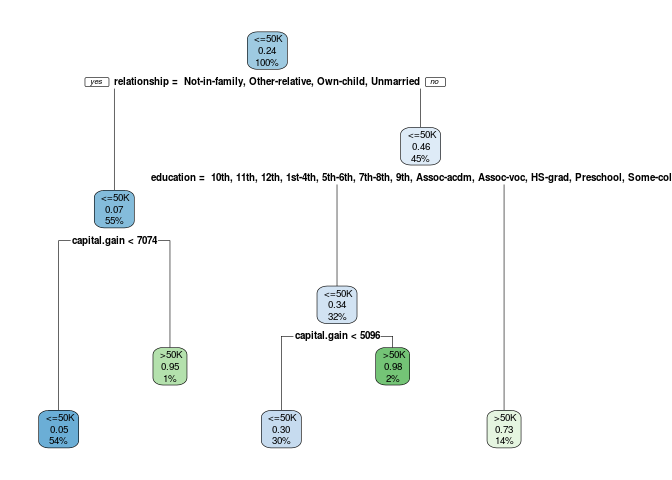 <=50K
0.24
100%
yes relationship = Not-in-family, Other-relative, Own-child, Unmarried no
<=50K
0.46
45%
education = 10th, 11th, 12th, 1st-4th, 5th-6th, 7th-8th, 9th, Assoc-acdm, Assoc-voc, HS-grad, Preschool, Some-col
<=50K
0.07
55%
capital.gain < 7074
<=50K
0.34
32%
capital.gain < 5096
>50K
0.95
1%
>50K
0.98
2%
<=50K
0.05
54%
<=50K
0.30
30%
>50K
0.73
14%